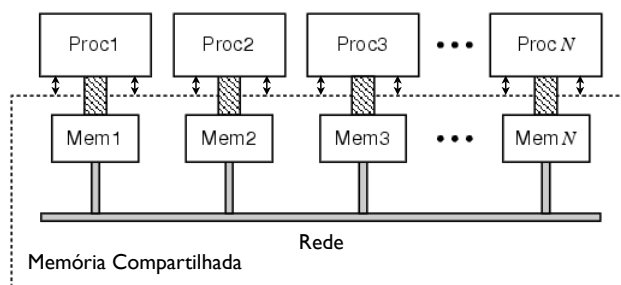 Proc1 Proc2 Proc3 ••• Proc N
Mem1 Mem2 Mem3 ••• Mem N
Rede
Memória Compartilhada